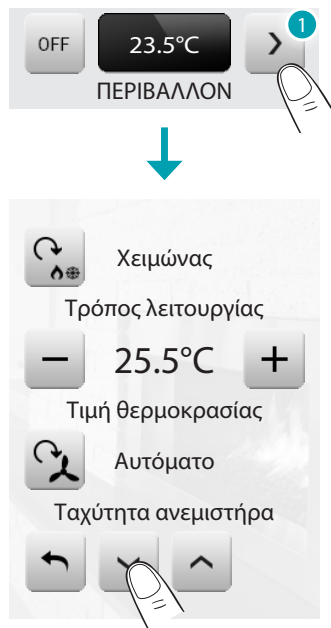 1
OFF 23.5°C >
ΠΕΡΙΒΑΛΛΟΝ
Χειμώνας
Τρόπος λειτουργίας
− 25.5°C +
Τιμή θερμοκρασίας
Αυτόματο
Ταχύτητα ανεμιστήρα